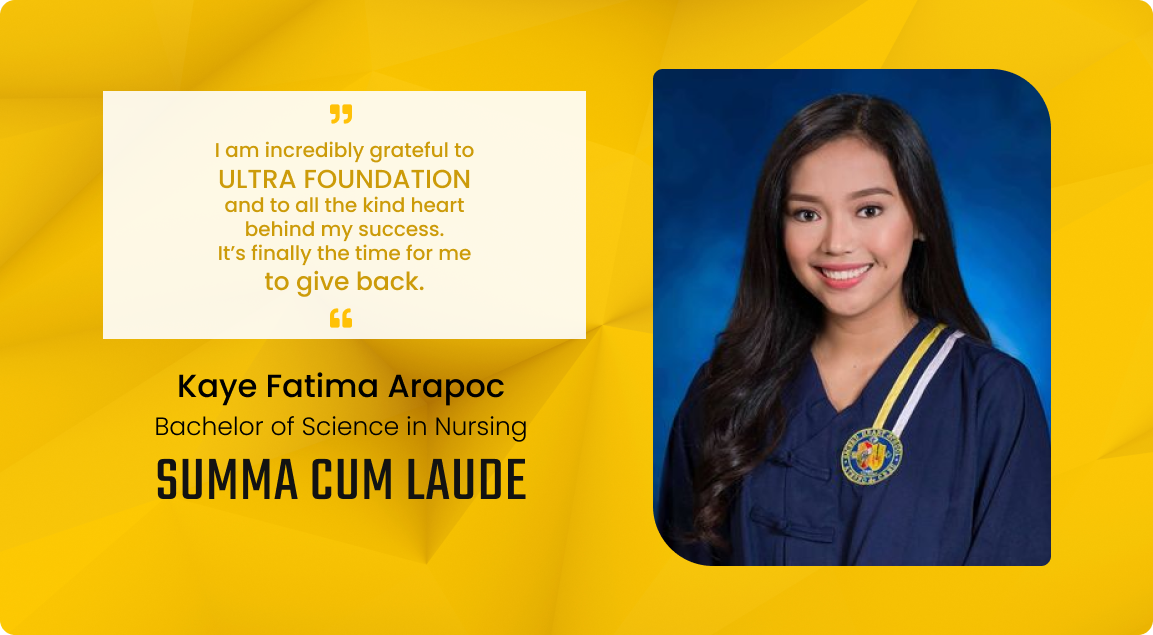 ”
I am incredibly grateful to
ULTRA FOUNDATION
and to all the kind heart
behind my success.
It’s finally the time for me
to give back.
“
Kaye Fatima Arapoc
Bachelor of Science in Nursing
SUMMA CUM LAUDE